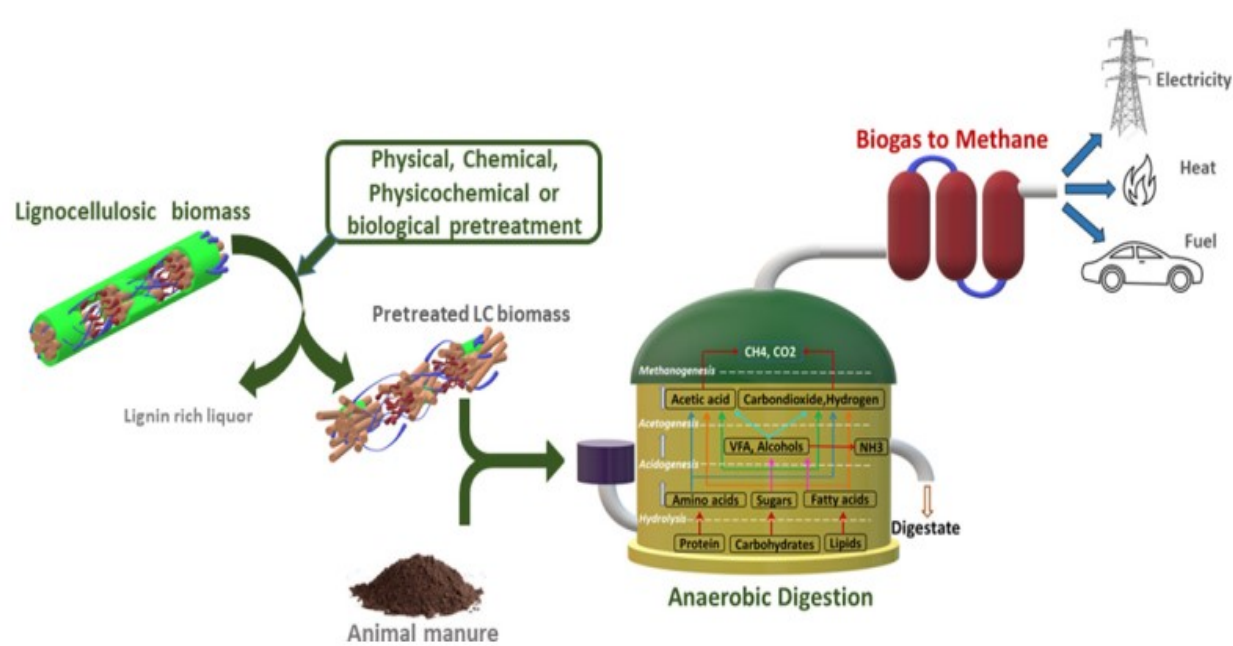 Electricity
Biogas to Methane
Heat
Fuel
Physical, Chemical,
Physicochemical or
biological pretreatment
Lignocellulosic biomass
Pretreated LC biomass
Lignin rich liquor
CH4, CO2
Methanogenesis
Acetic acid
Carbondioxide,Hydrogen
Acetogenesis
VFA, Alcohols
NH3
Acidogenesis
Amino acids
Sugars
Fatty acids
Hydrolysis
Protein
Carbohydrates
Lipids
Digestate
Anaerobic Digestion
Animal manure